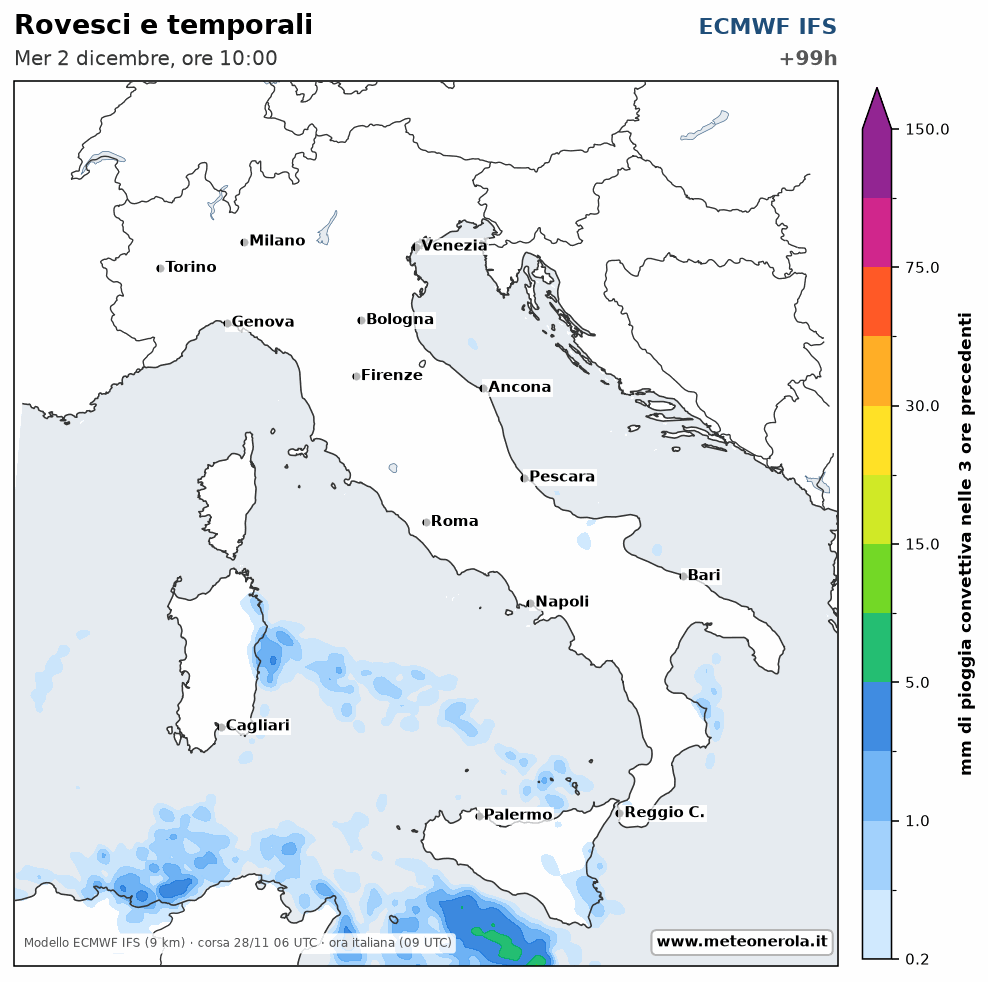 Rovesci e temporali
ECMWF IFS
Mer 2 dicembre, ore 10:00
+99h
150.0
75.0
30.0
15.0
5.0
1.0
0.2
mm di pioggia convettiva nelle 3 ore precedenti
Milano
Venezia
Torino
Genova
Bologna
Firenze
Ancona
Pescara
Roma
Bari
Napoli
Cagliari
Palermo
Reggio C.
Modello ECMWF IFS (9 km) · corsa 28/11 06 UTC · ora italiana (09 UTC)
www.meteonerola.it